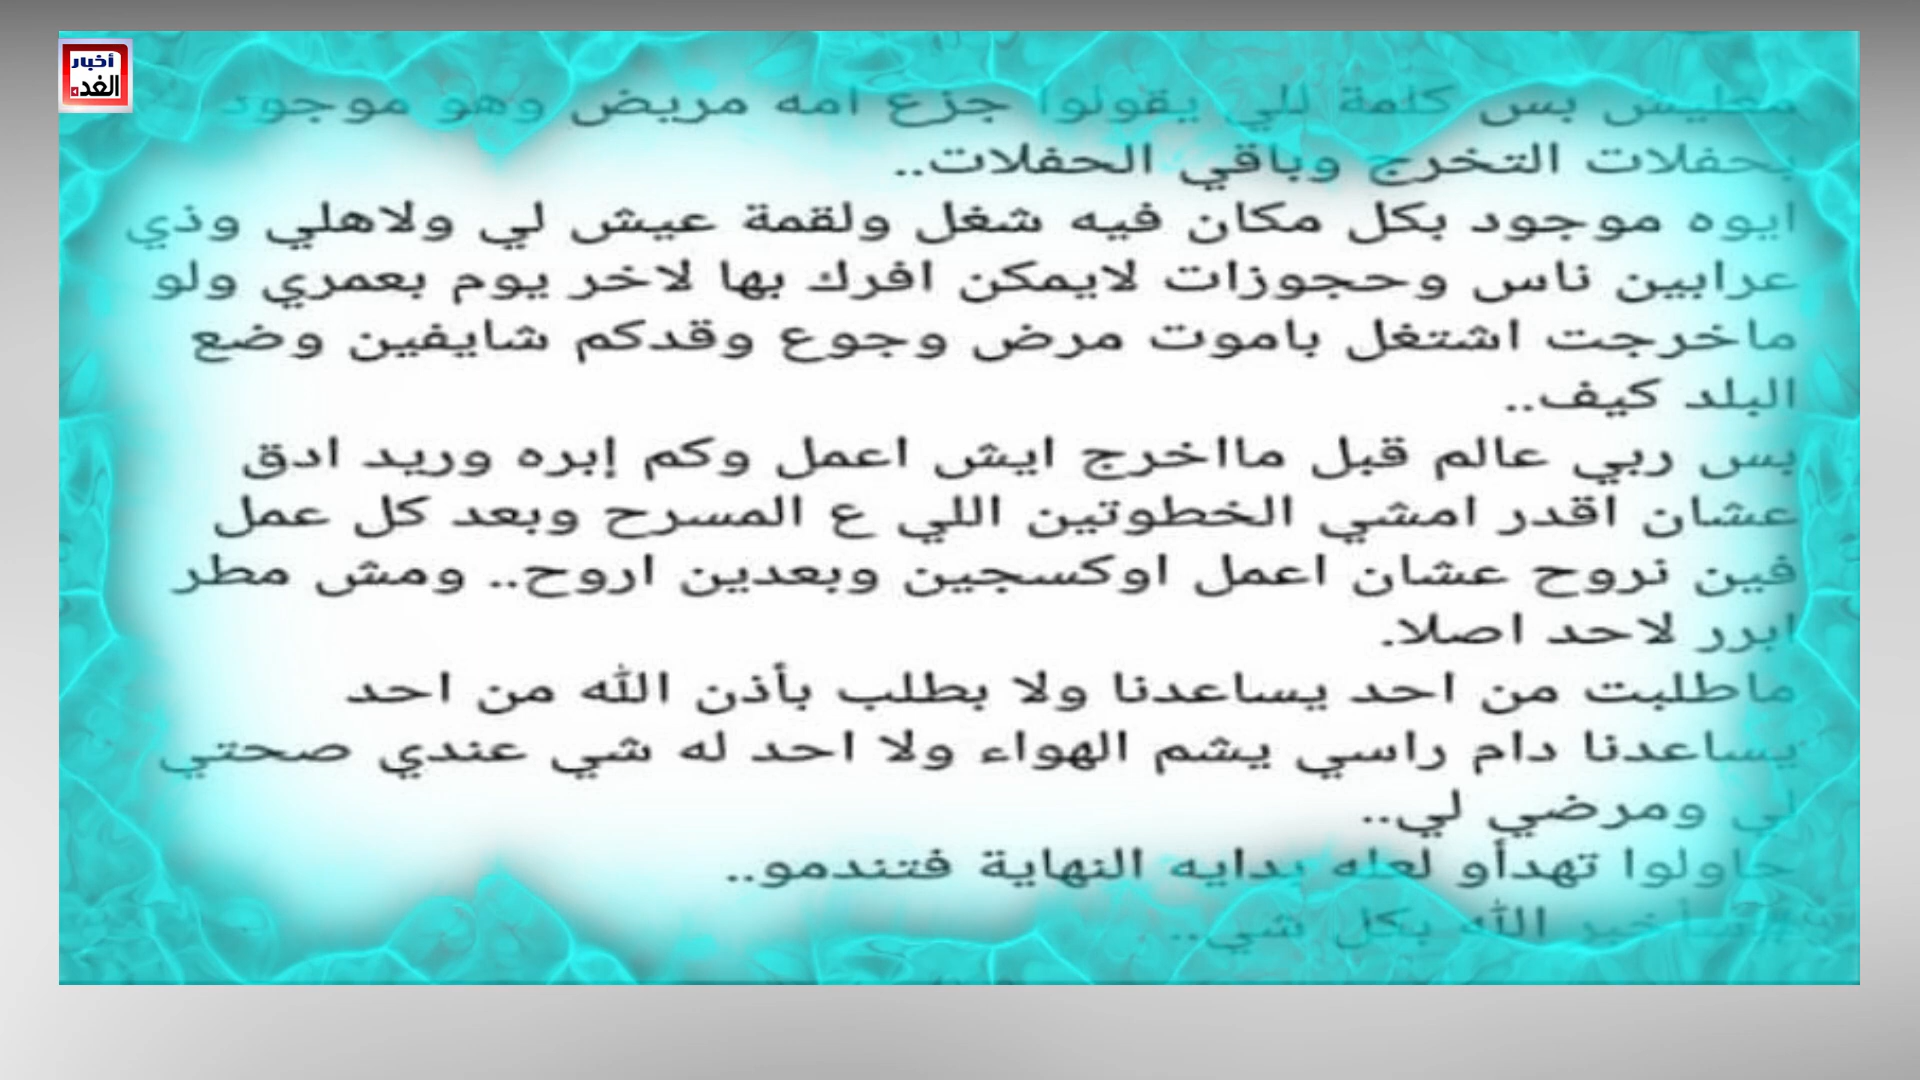 أخبار
الغد
معليش بس كلمة للي يقولوا جزع امه مريض وهو موجود
بحفلات التخرج وباقي الحفلات..
ايوه موجود بكل مكان فيه شغل ولقمة عيش لي ولاهلي وذي
عرابين ناس وحجوزات لايمكن افرك بها لاخر يوم بعمري ولو
ماخرجت اشتغل باموت مرض وجوع وقدكم شايفين وضع
البلد كيف..
بس ربي عالم قبل مااخرج ايش اعمل وكم إبره وريد ادق
عشان اقدر امشي الخطوتين اللي ع المسرح وبعد كل عمل
فين نروح عشان اعمل اوكسجين وبعدين اروح.. ومش مطر
ابرر لاحد اصلا.
ماطلبت من احد يساعدنا ولا بطلب بأذن الله من احد
يساعدنا دام راسي يشم الهواء ولا احد له شي عندي صحتي
لي ومرضي لي..
حاولوا تهدأو لعله بدايه النهاية فتندمو..
#سأخبر الله بكل شي..